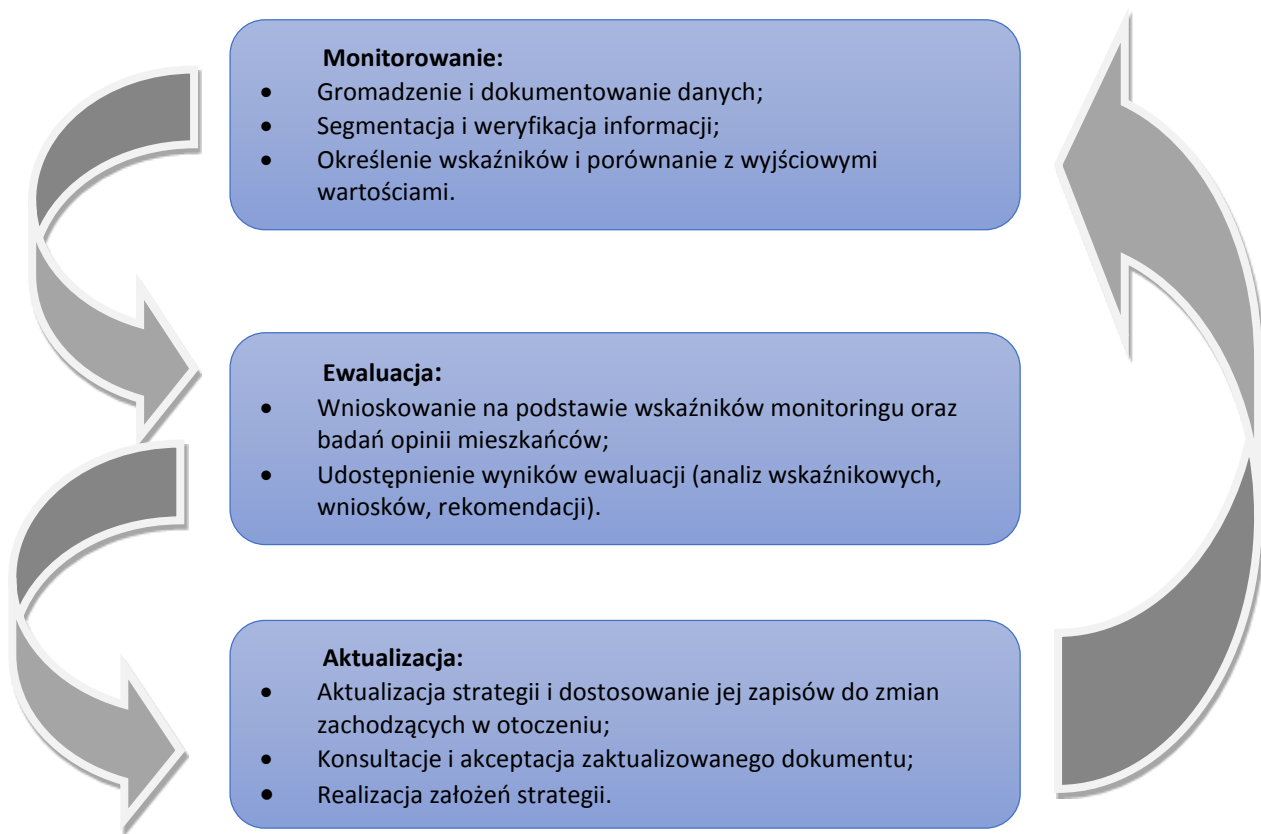 Monitorowanie:
• Gromadzenie i dokumentowanie danych;
• Segmentacja i weryfikacja informacji;
• Określenie wskaźników i porównanie z wyjściowymi
wartościami.
Ewaluacja:
• Wnioskowanie na podstawie wskaźników monitoringu oraz
badań opinii mieszkańców;
• Udostępnienie wyników ewaluacji (analiz wskaźnikowych,
wniosków, rekomendacji).
Aktualizacja:
• Aktualizacja strategii i dostosowanie jej zapisów do zmian
zachodzących w otoczeniu;
• Konsultacje i akceptacja zaktualizowanego dokumentu;
• Realizacja założeń strategii.